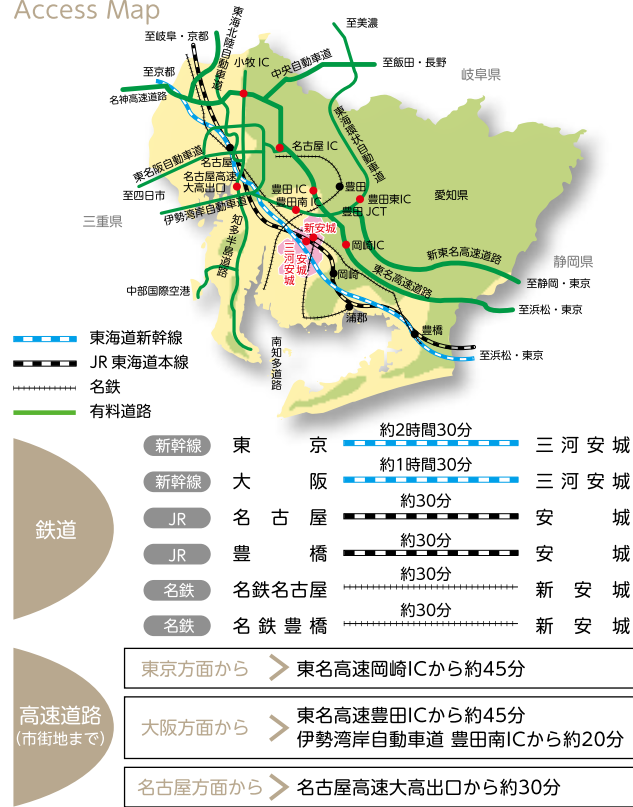 Access Map
至岐阜・京都
東海北陸自動車道
至美濃
至京都
小牧 IC
中央自動車道
至飯田・長野
岐阜県
名神高速道路
東海環状自動車道
名古屋 IC
東名阪自動車道
名古屋
名古屋高速
大高出口
豊田
豊田 IC
豊田東IC
愛知県
至四日市
豊田南 IC
豊田 JCT
伊勢湾岸自動車道
三重県
知多半島道路
新安城
安城
三河安城
岡崎IC
新東名高速道路
静岡県
岡崎
東名高速道路
至静岡・東京
中部国際空港
蒲郡
至浜松・東京
豊橋
南知多道路
至浜松・東京
東海道新幹線
JR 東海道本線
名鉄
有料道路
鉄道
新幹線 東京 約2時間30分 三河安城
新幹線 大阪 約1時間30分 三河安城
JR 名古屋 約30分 安城
JR 豊橋 約30分 安城
名鉄 名鉄名古屋 約30分 新安城
名鉄 名鉄豊橋 約30分 新安城
高速道路
(市街地まで)
東京方面から 東名高速岡崎ICから約45分
大阪方面から 東名高速豊田ICから約45分
伊勢湾岸自動車道 豊田南ICから約20分
名古屋方面から 名古屋高速大高出口から約30分